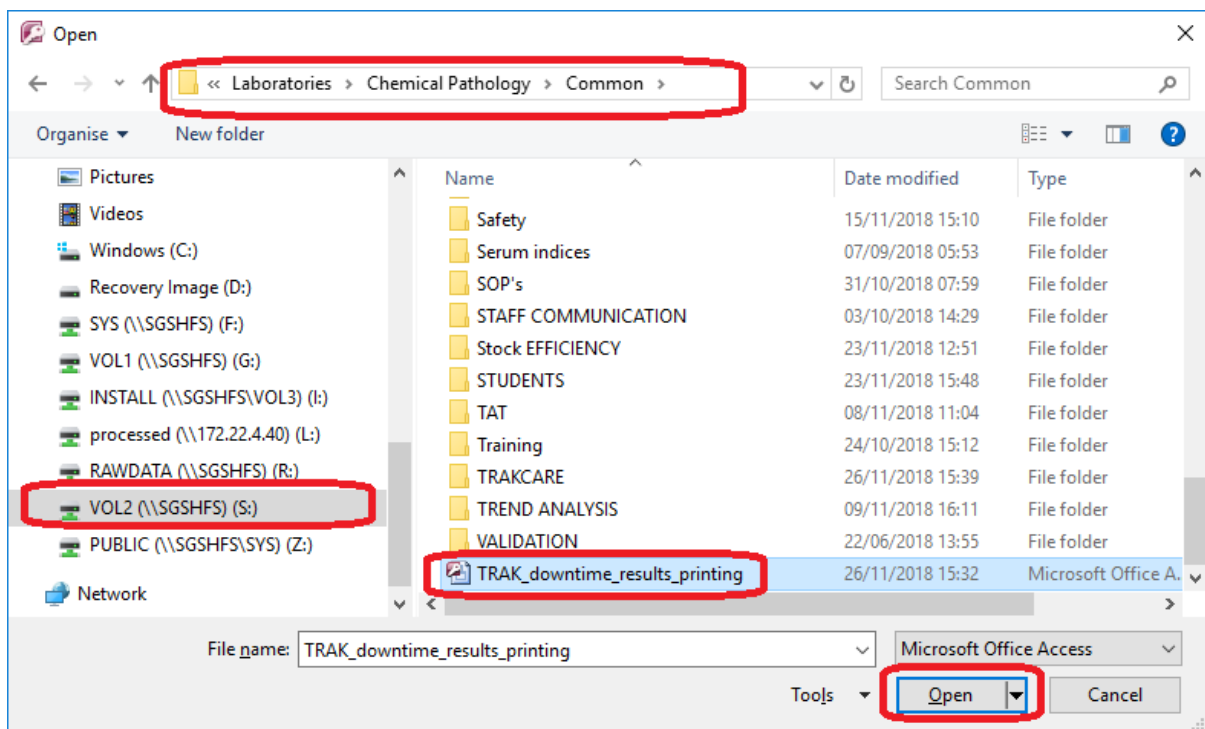 Open
« Laboratories > Chemical Pathology > Common >
Search Common
Organise
New folder
Pictures
Videos
Windows (C:)
Recovery Image (D:)
SYS (\\SGSHFS) (F:)
VOL1 (\\SGSHFS) (G:)
INSTALL (\\SGSHFS\VOL3) (I:)
processed (\\172.22.4.40) (L:)
RAWDATA (\\SGSHFS) (R:)
VOL2 (\\SGSHFS) (S:)
PUBLIC (\\SGSHFS\SYS) (Z:)
Network
Name Date modified Type
Safety 15/11/2018 15:10 File folder
Serum indices 07/09/2018 05:53 File folder
SOP's 31/10/2018 07:59 File folder
STAFF COMMUNICATION 03/10/2018 14:29 File folder
Stock EFFICIENCY 23/11/2018 12:51 File folder
STUDENTS 23/11/2018 15:48 File folder
TAT 08/11/2018 11:04 File folder
Training 24/10/2018 15:12 File folder
TRAKCARE 26/11/2018 15:39 File folder
TREND ANALYSIS 09/11/2018 16:11 File folder
VALIDATION 22/06/2018 13:55 File folder
TRAK_downtime_results_printing 26/11/2018 15:32 Microsoft Office A.
File name: TRAK_downtime_results_printing Microsoft Office Access
Tools Open Cancel